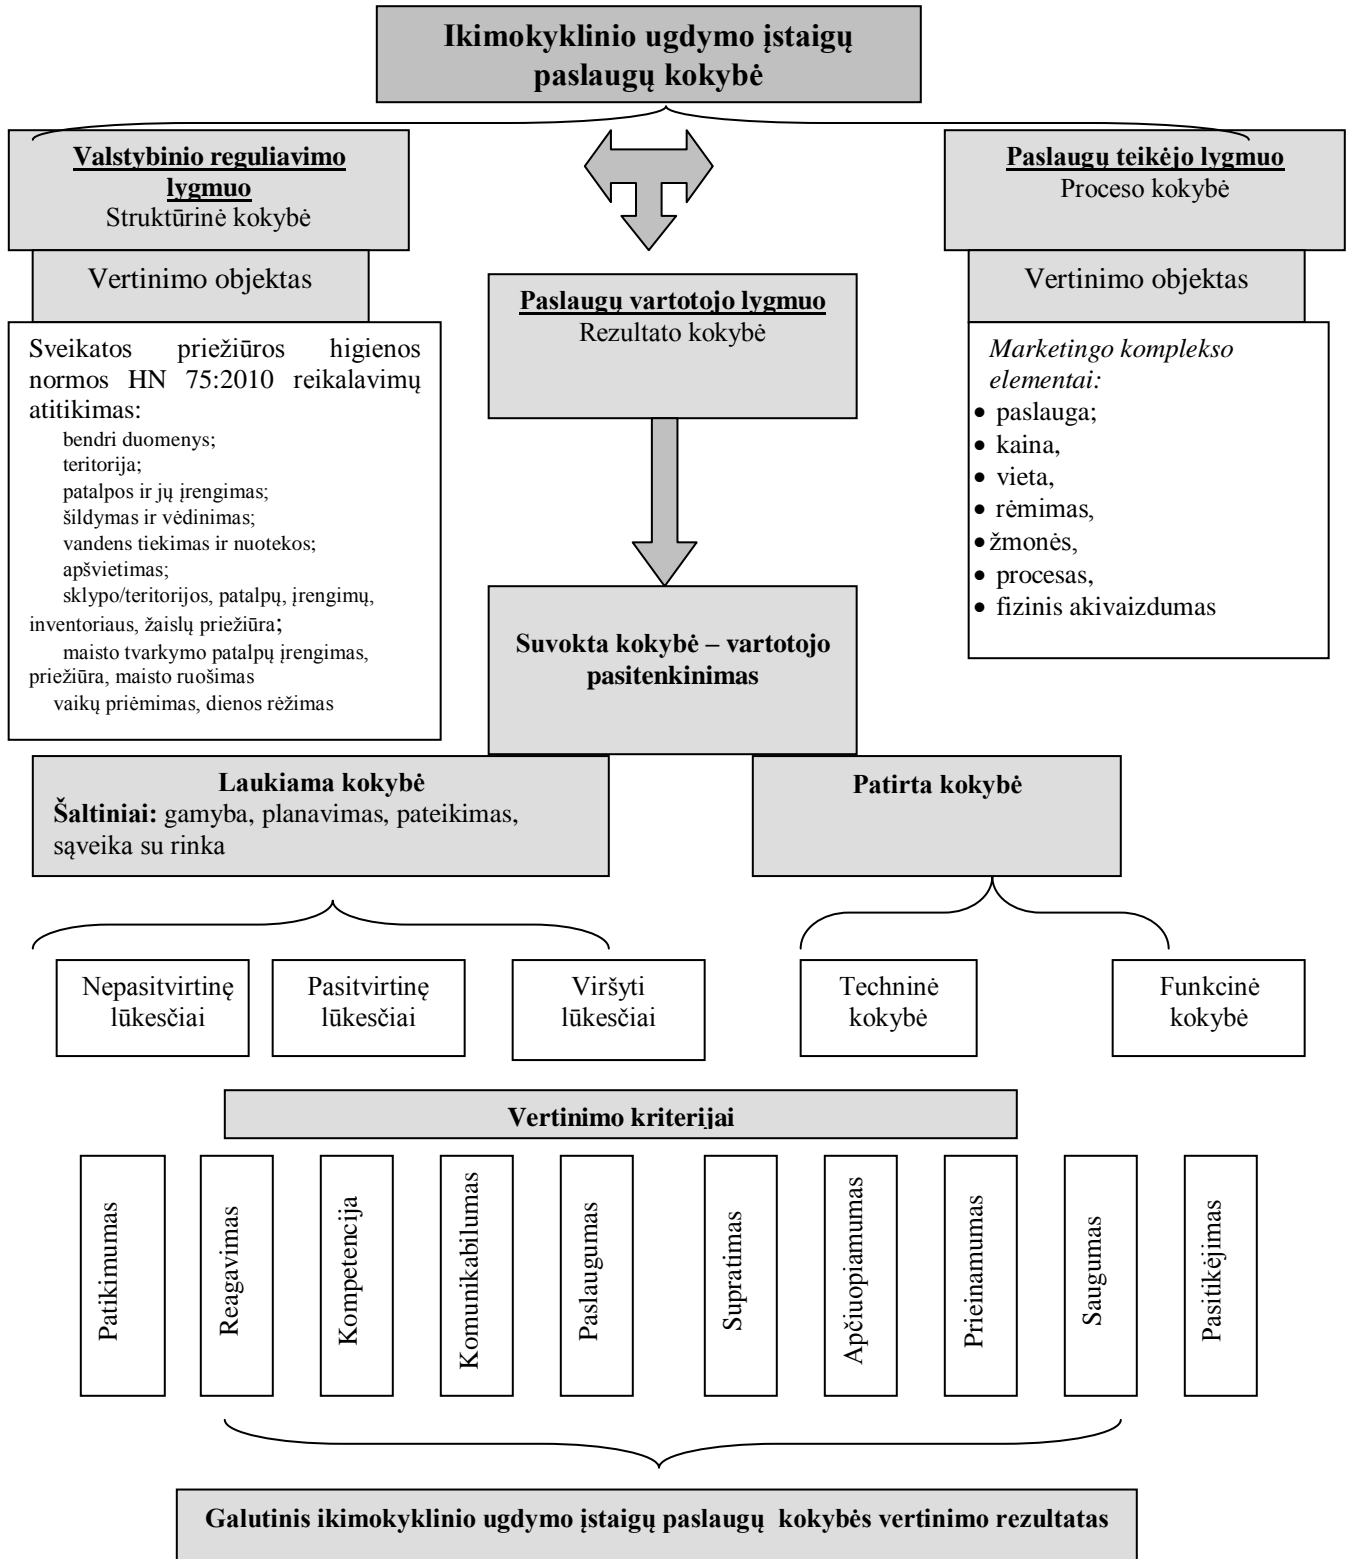 Ikimokyklinio ugdymo įstaigų
paslaugų kokybė
Valstybinio reguliavimo
lygmuo
Struktūrinė kokybė
Vertinimo objektas
Sveikatos priežiūros higienos
normos HN 75:2010 reikalavimų
atitikimas:
bendri duomenys;
teritorija;
patalpos ir jų įrengimas;
šildymas ir vėdinimas;
vandens tiekimas ir nuotekos;
apšvietimas;
sklypo/teritorijos, patalpų, įrengimų,
inventoriaus, žaislų priežiūra;
maisto tvarkymo patalpų įrengimas,
priežiūra, maisto ruošimas
vaikų priėmimas, dienos rėžimas
Paslaugų vartotojo lygmuo
Rezultato kokybė
Suvokta kokybė – vartotojo
pasitenkinimas
Paslaugų teikėjo lygmuo
Proceso kokybė
Vertinimo objektas
Marketingo komplekso
elementai:
• paslauga;
• kaina,
• vieta,
• rėmimas,
• žmonės,
• procesas,
• fizinis akivaizdumas
Laukiama kokybė
Šaltiniai: gamyba, planavimas, pateikimas,
sąveika su rinka
Patirta kokybė
Nepasitvirtinę
lūkesčiai
Pasitvirtinę
lūkesčiai
Viršyti
lūkesčiai
Techninė
kokybė
Funkcinė
kokybė
Vertinimo kriterijai
Patikimumas
Reagavimas
Kompetencija
Komunikabilumas
Paslaugumas
Supratimas
Apčiuopiamumas
Prieinamumas
Saugumas
Pasitikėjimas
Galutinis ikimokyklinio ugdymo įstaigų paslaugų kokybės vertinimo rezultatas